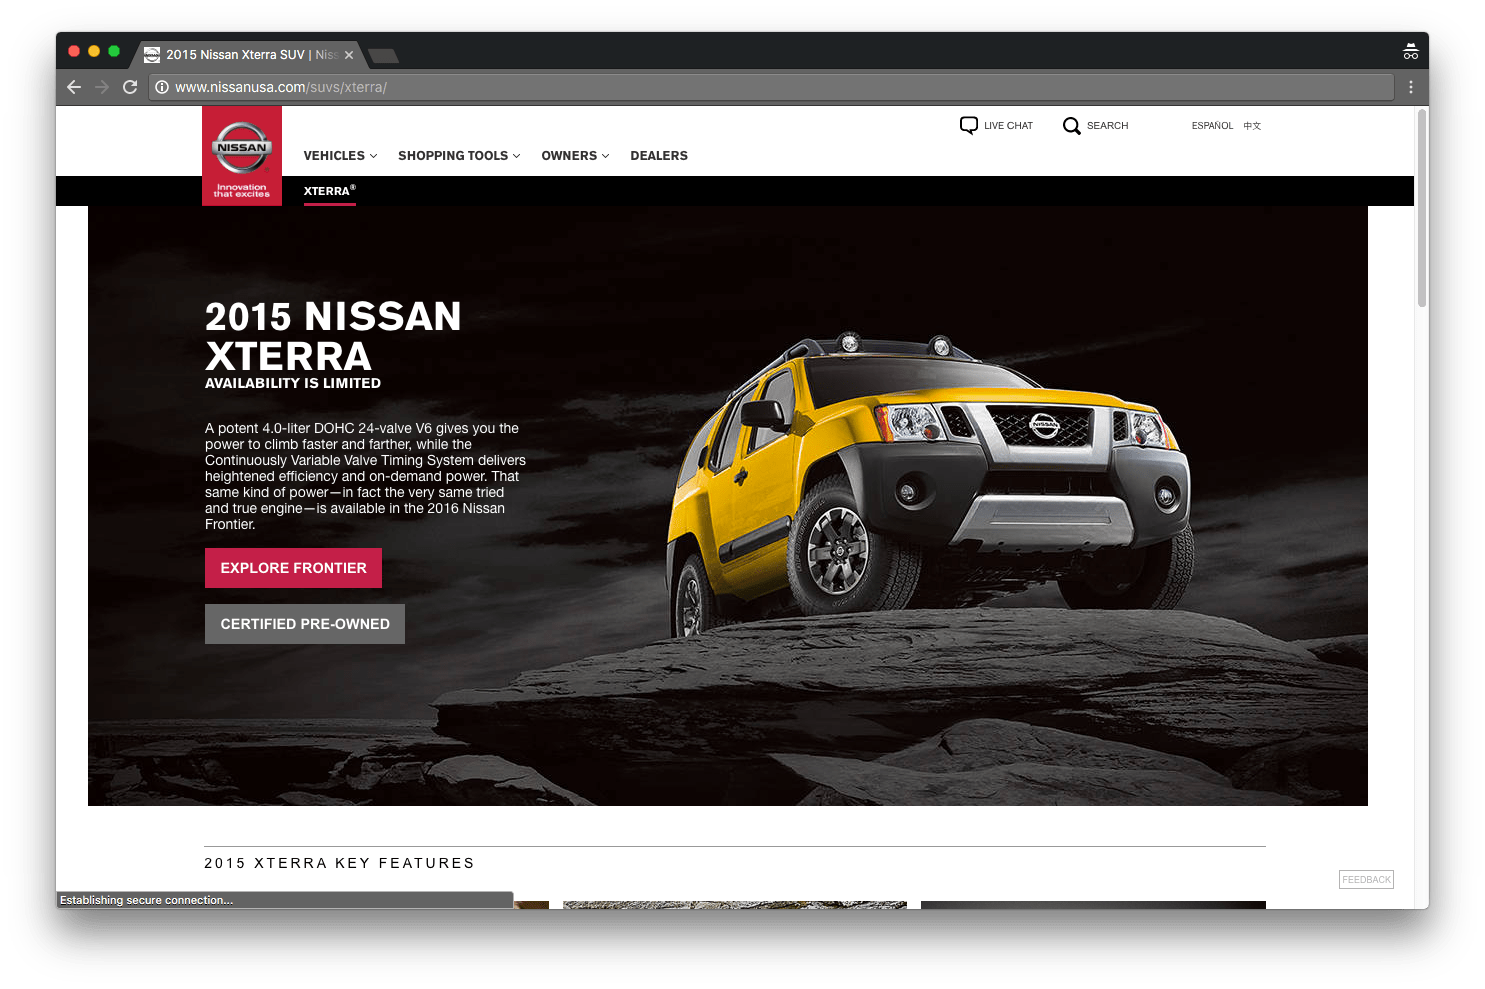 2015 Nissan Xterra SUV | Niss
www.nissanusa.com/suvs/xterra/
LIVE CHAT
SEARCH
ESPAÑOL
中文
NISSAN
Innovation
that excites
VEHICLES
SHOPPING TOOLS
OWNERS
DEALERS
XTERRA®
2015 NISSAN
XTERRA
AVAILABILITY IS LIMITED
A potent 4.0-liter DOHC 24-valve V6 gives you the
power to climb faster and farther, while the
Continuously Variable Valve Timing System delivers
heightened efficiency and on-demand power. That
same kind of power—in fact the very same tried
and true engine—is available in the 2016 Nissan
Frontier.
EXPLORE FRONTIER
CERTIFIED PRE-OWNED
NISSAN
2015 XTERRA KEY FEATURES
FEEDBACK
Establishing secure connection...